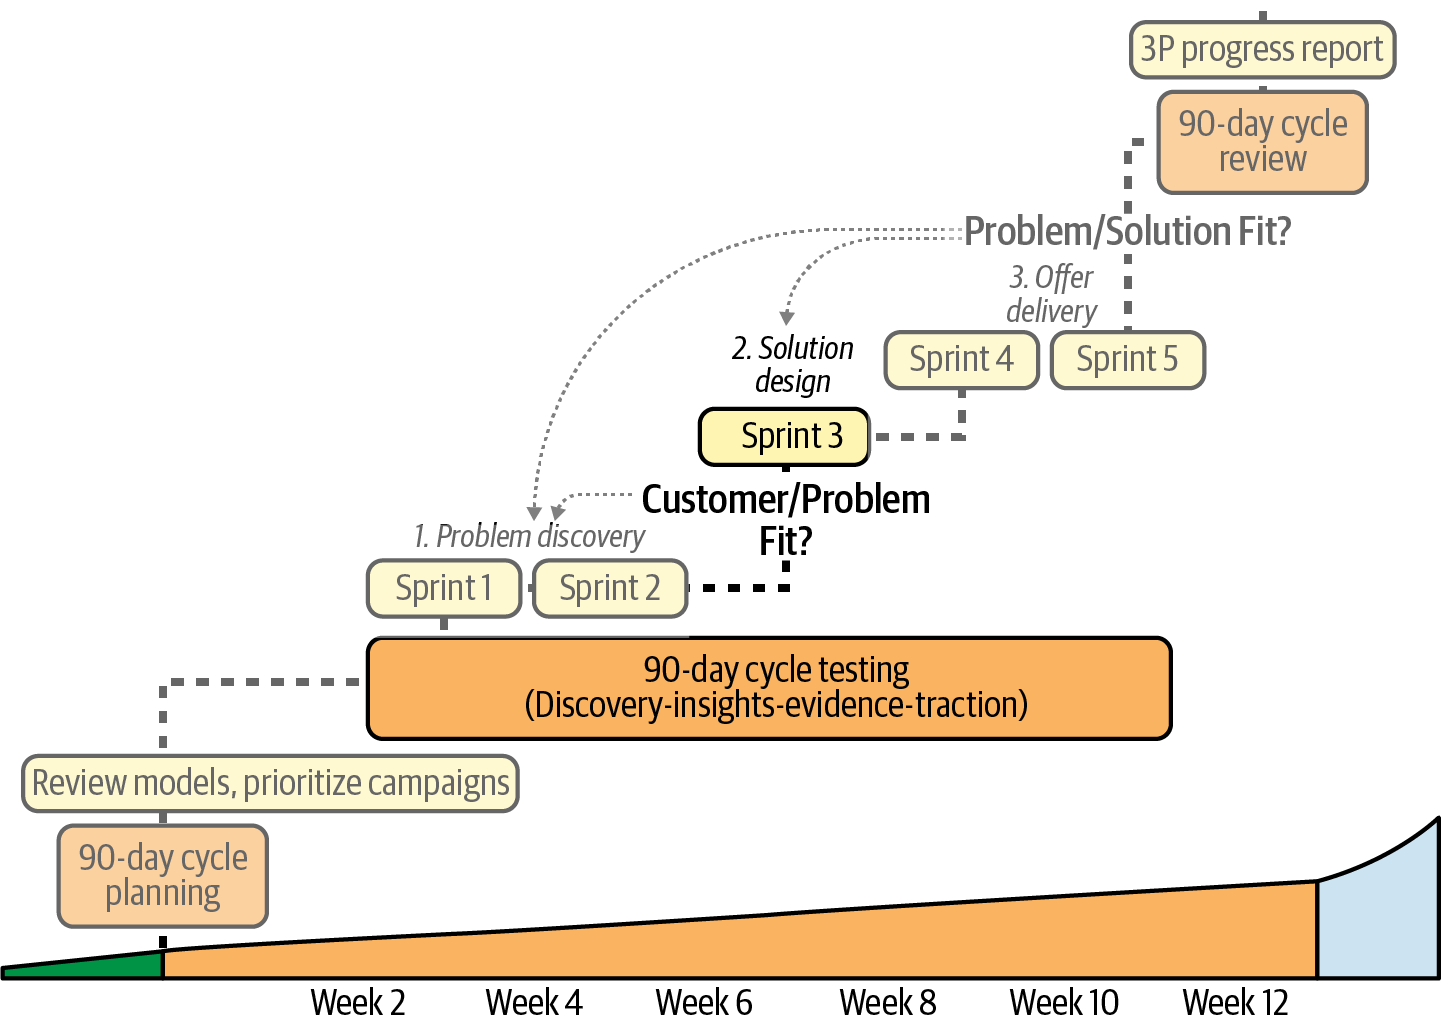 3P progress report
90-day cycle
review
Problem/Solution Fit?
3. Offer
delivery
2. Solution
design
Sprint 4
Sprint 5
Sprint 3
Customer/Problem
Fit?
1. Problem discovery
Sprint 1
Sprint 2
90-day cycle testing
(Discovery-insights-evidence-traction)
Review models, prioritize campaigns
90-day cycle
planning
Week 2
Week 4
Week 6
Week 8
Week 10
Week 12